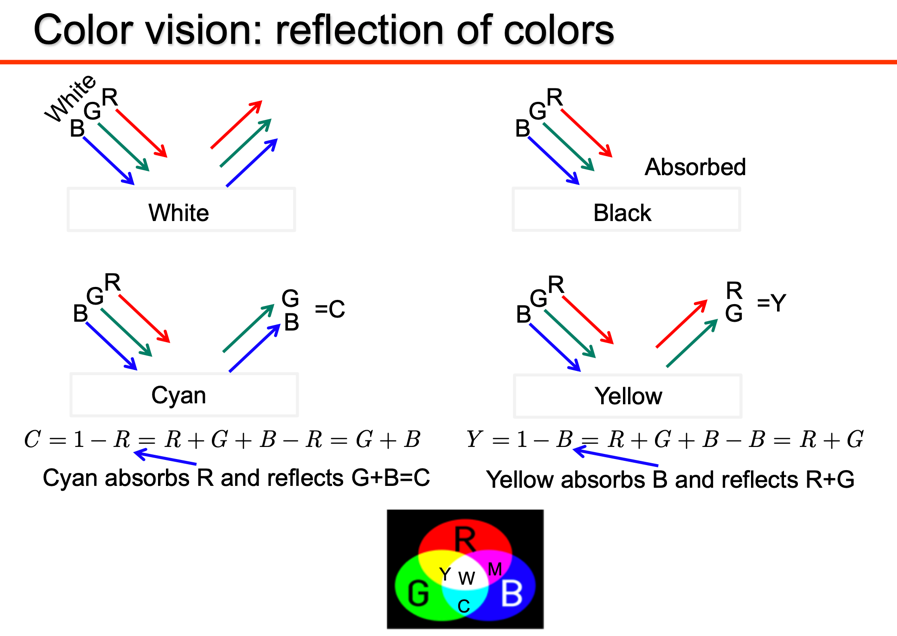 Color vision: reflection of colors
White
R
G
B
White
R
G
B
Absorbed
Black
R
G
B
G
B
=C
Cyan
C = 1 − R = R + G + B − R = G + B
Cyan absorbs R and reflects G+B=C
R
G
B
R
G
=Y
Yellow
Y = 1 − B = R + G + B − B = R + G
Yellow absorbs B and reflects R+G
R
Y
W
M
G
C
B